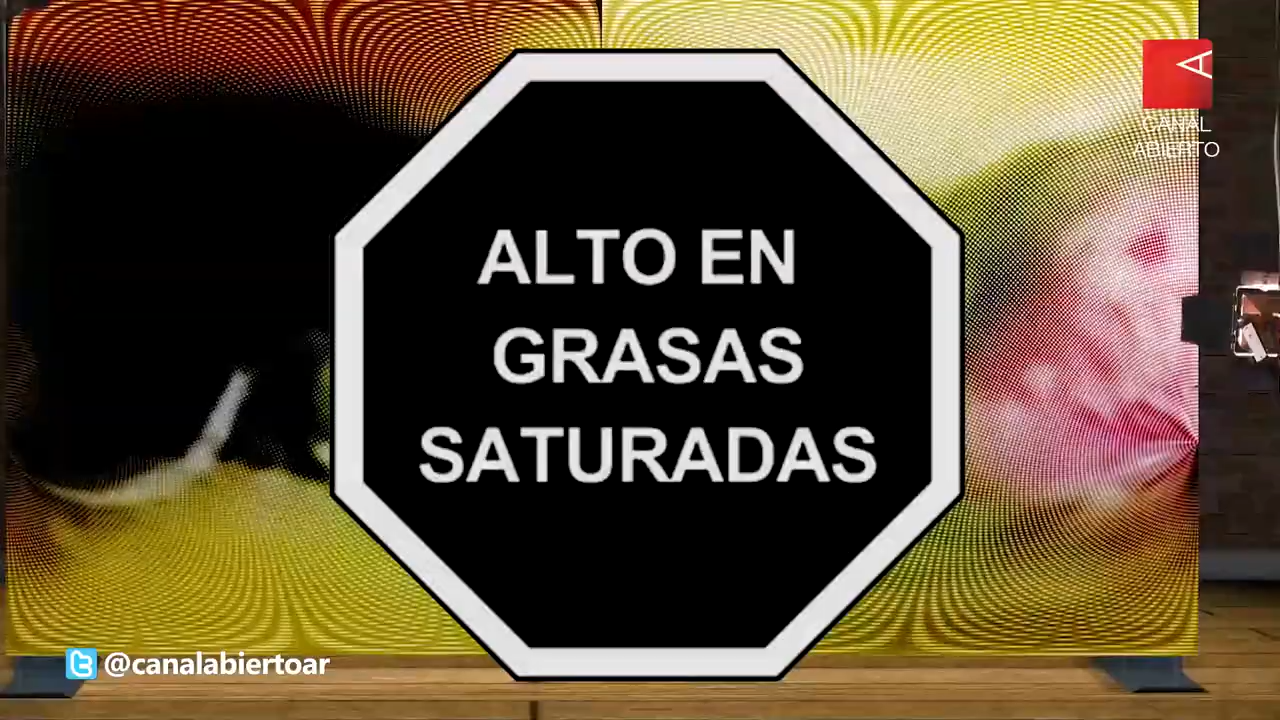 CANAL
ABIERTO
ALTO EN
GRASAS
SATURADAS
@canalabiertoar